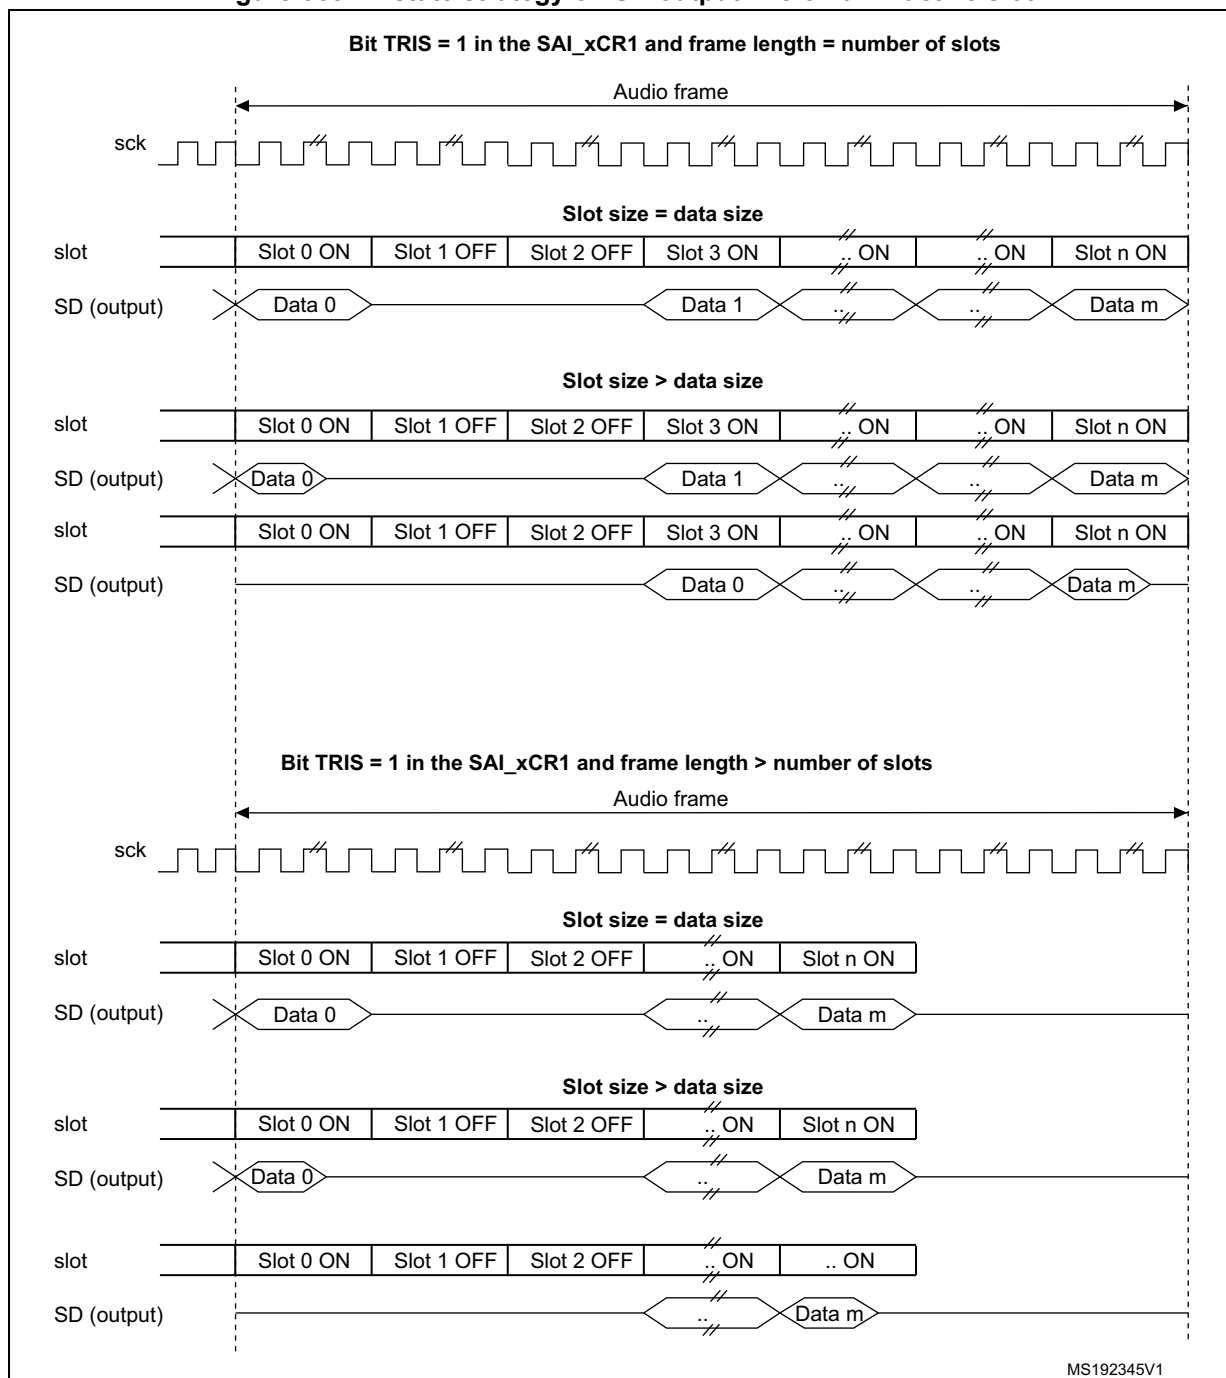 Bit TRIS = 1 in the SAI_xCR1 and frame length = number of slots
Audio frame
sck
Slot size = data size
slot Slot 0 ON Slot 1 OFF Slot 2 OFF Slot 3 ON .. ON .. ON Slot n ON
SD (output) Data 0 Data 1 .. .. Data m
Slot size > data size
slot Slot 0 ON Slot 1 OFF Slot 2 OFF Slot 3 ON .. ON .. ON Slot n ON
SD (output) Data 0 Data 1 .. .. Data m
slot Slot 0 ON Slot 1 OFF Slot 2 OFF Slot 3 ON .. ON .. ON Slot n ON
SD (output) Data 0 .. .. Data m
Bit TRIS = 1 in the SAI_xCR1 and frame length > number of slots
Audio frame
sck
Slot size = data size
slot Slot 0 ON Slot 1 OFF Slot 2 OFF .. ON Slot n ON
SD (output) Data 0 .. Data m
Slot size > data size
slot Slot 0 ON Slot 1 OFF Slot 2 OFF .. ON Slot n ON
SD (output) Data 0 .. Data m
slot Slot 0 ON Slot 1 OFF Slot 2 OFF .. ON .. ON
SD (output) .. Data m
MS192345V1